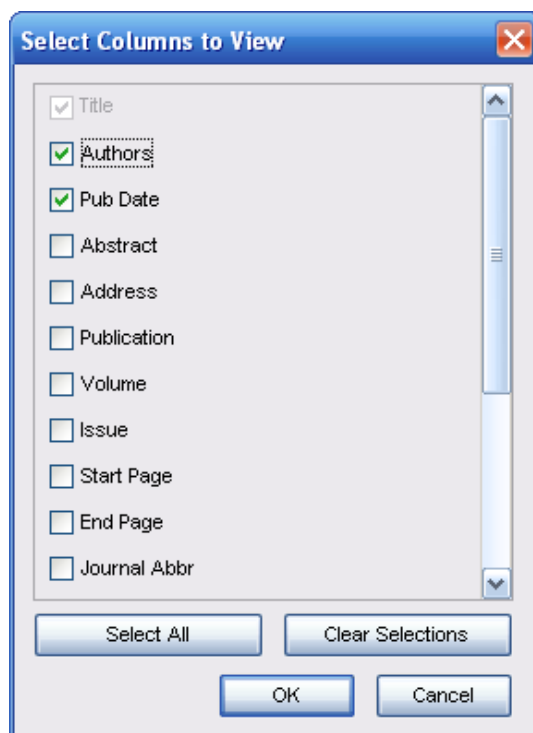 Select Columns to View
Title
Authors
Pub Date
Abstract
Address
Publication
Volume
Issue
Start Page
End Page
Journal Abbr
Select All Clear Selections
OK Cancel